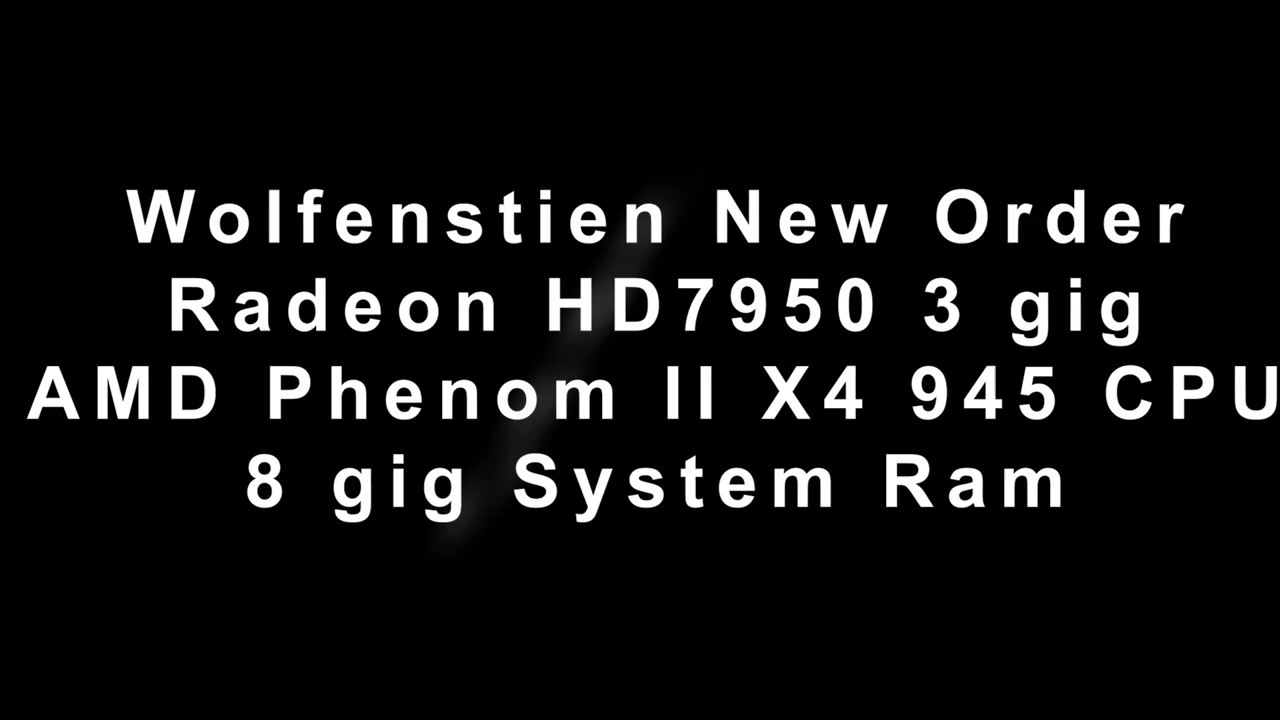 Wolfenstien New Order
Radeon HD7950 3 gig
AMD Phenom II X4 945 CPU
8 gig System Ram